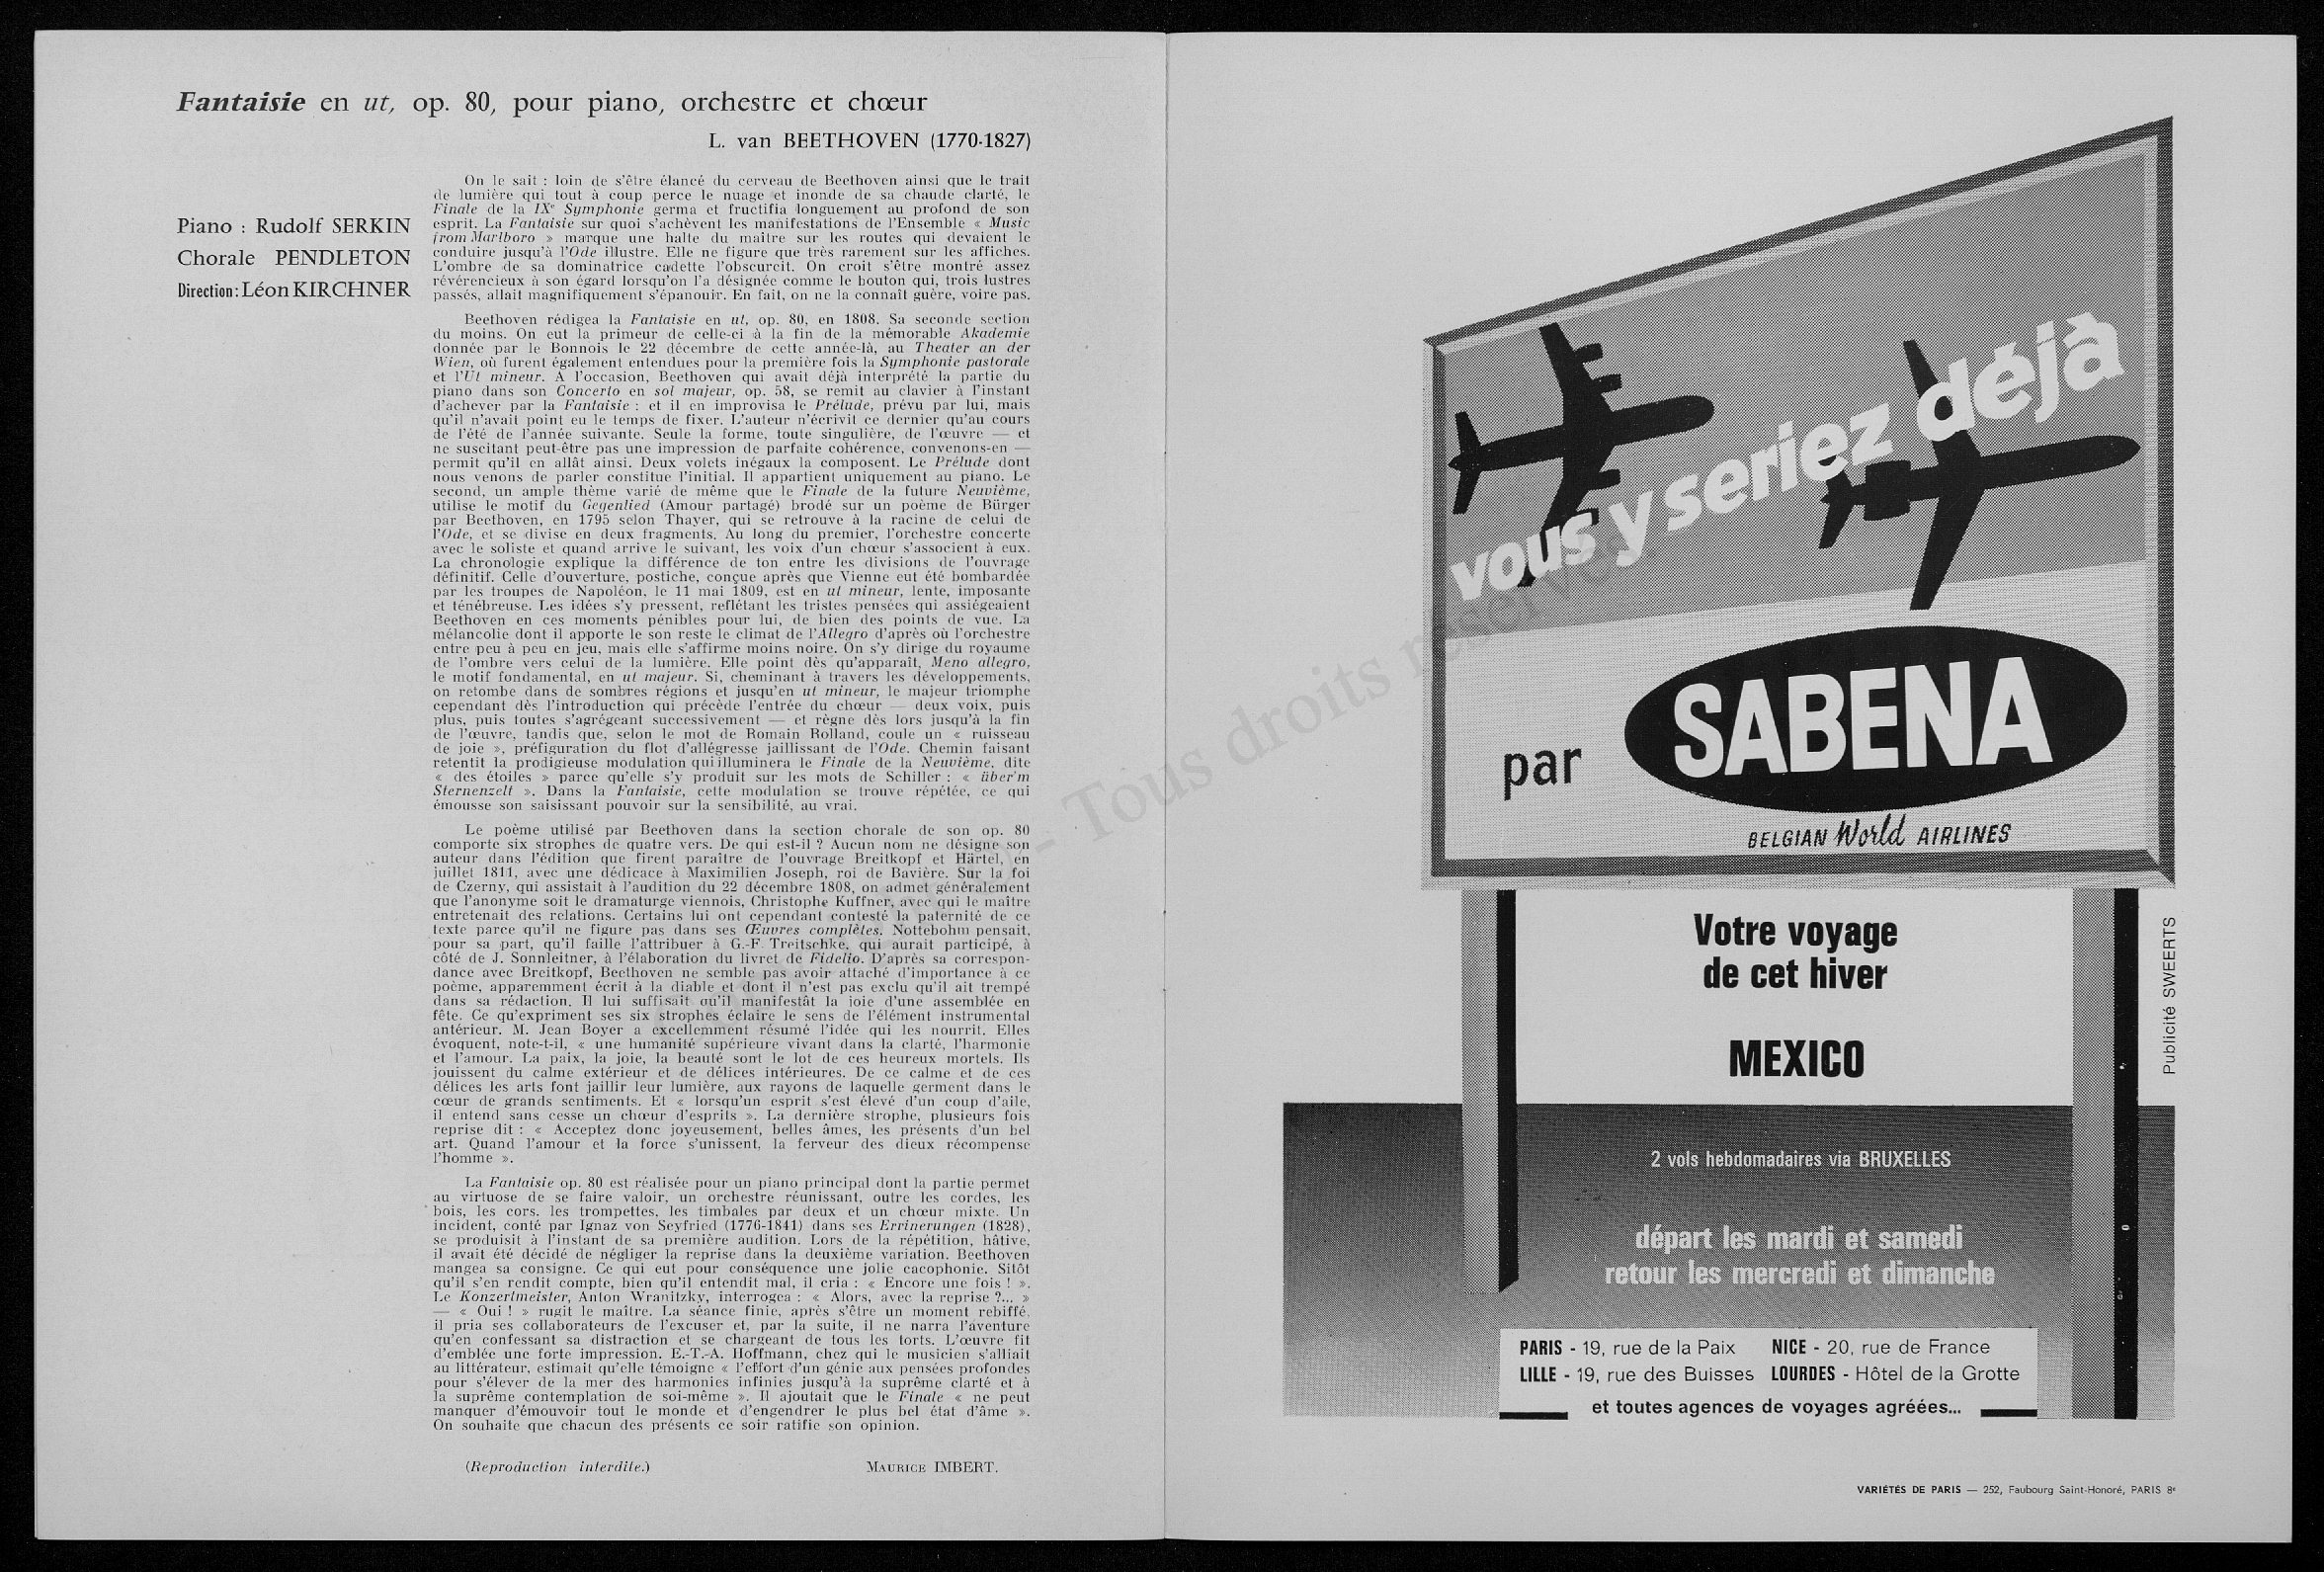 Fantaisie en ut, op. 80, pour piano, orchestre et chœur
L. van BEETHOVEN (1770-1827)
Piano : Rudolf SERKIN
Chorale PENDLETON
Direction : Léon KIRCHNER
On le sait : loin de s'être élancé du cerveau de Beethoven ainsi que le trait
de lumière qui tout à coup perce le nuage et inonde de sa chaude clarté, le
Finale de la IXe Symphonie germa et fructifia longuement au profond de son
esprit. La Fantaisie sur quoi s'achèvent les manifestations de l'Ensemble « Music
from Marlboro » marque une halte du maître sur les routes qui devaient le
conduire jusqu'à l'Ode illustre. Elle ne figure que très rarement sur les affiches.
L'ombre de sa dominatrice cadette l'obscurcit. On croit s'être montré assez
révérencieux à son égard lorsqu'on l'a désignée comme le bouton qui, trois lustres
passés, allait magnifiquement s'épanouir. En fait, on ne la connaît guère, voire pas.
Beethoven rédigea la Fantaisie en ut, op. 80, en 1808. Sa seconde section
du moins. On eut la primeur de celle-ci à la fin de la mémorable Akademie
donnée par le Bonnois le 22 décembre de cette année-là, au Theater an der
Wien, où furent également entendues pour la première fois la Symphonie pastorale
et l'Ut mineur. A l'occasion, Beethoven qui avait déjà interprété la partie du
piano dans son Concerto en sol majeur, op. 58, se remit au clavier à l'instant
d'achever par la Fantaisie : et il en improvisa le Prélude, prévu par lui, mais
qu'il n'avait point eu le temps de fixer. L'auteur n'écrivit ce dernier qu'au cours
de l'été de l'année suivante. Seule la forme, toute singulière, de l'œuvre — et
ne suscitant peut-être pas une impression de parfaite cohérence, convenons-en —
permit qu'il en allât ainsi. Deux volets inégaux la composent. Le Prélude dont
nous venons de parler constitue l'initial. Il appartient uniquement au piano. Le
second, un ample thème varié de même que le Finale de la future Neuvième,
utilise le motif du Gegenlied (Amour partagé) brodé sur un poème de Bürger
par Beethoven, en 1795 selon Thayer, qui se retrouve à la racine de celui de
l'Ode, et se divise en deux fragments. Au long du premier, l'orchestre concerte
avec le soliste et quand arrive le suivant, les voix d'un chœur s'associent à eux.
La chronologie explique la différence de ton entre les divisions de l'ouvrage
définitif. Celle d'ouverture, postiche, conçue après que Vienne eut été bombardée
par les troupes de Napoléon, le 11 mai 1809, est en ut mineur, lente, imposante
et ténébreuse. Les idées s'y pressent, reflétant les tristes pensées qui assiégeaient
Beethoven en ces moments pénibles pour lui, de bien des points de vue. La
mélancolie dont il apporte le son reste le climat de l'Allegro d'après où l'orchestre
entre peu à peu en jeu, mais elle s'affirme moins noire. On s'y dirige du royaume
de l'ombre vers celui de la lumière. Elle point dès qu'apparaît, Meno allegro,
le motif fondamental, en ut majeur. Si, cheminant à travers les développements,
on retombe dans de sombres régions et jusqu'en ut mineur, le majeur triomphe
cependant dès l'introduction qui précède l'entrée du chœur — deux voix, puis
plus, puis toutes s'agrégeant successivement — et règne dès lors jusqu'à la fin
de l'œuvre, tandis que, selon le mot de Romain Rolland, coule un « ruisseau
de joie », préfiguration du flot d'allégresse jaillissant de l'Ode. Chemin faisant
retentit la prodigieuse modulation qui illuminera le Finale de la Neuvième, dite
« des étoiles » parce qu'elle s'y produit sur les mots de Schiller : « über'm
Sternenzelt ». Dans la Fantaisie, cette modulation se trouve répétée, ce qui
émousse son saisissant pouvoir sur la sensibilité, au vrai.
Le poème utilisé par Beethoven dans la section chorale de son op. 80
comporte six strophes de quatre vers. De qui est-il ? Aucun nom ne désigne son
auteur dans l'édition que firent paraître de l'ouvrage Breitkopf et Härtel, en
juillet 1811, avec une dédicace à Maximilien Joseph, roi de Bavière. Sur la foi
de Czerny, qui assistait à l'audition du 22 décembre 1808, on admet généralement
que l'anonyme soit le dramaturge viennois, Christophe Kuffner, avec qui le maître
entretenait des relations. Certains lui ont cependant contesté la paternité de ce
texte parce qu'il ne figure pas dans ses Œuvres complètes. Nottebohm pensait,
pour sa part, qu'il faille l'attribuer à G.-F. Treitschke, qui aurait participé, à
côté de J. Sonnleitner, à l'élaboration du livret de Fidelio. D'après sa correspon-
dance avec Breitkopf, Beethoven ne semble pas avoir attaché d'importance à ce
poème, apparemment écrit à la diable et dont il n'est pas exclu qu'il ait trempé
dans sa rédaction. Il lui suffisait qu'il manifestât la joie d'une assemblée en
fête. Ce qu'expriment ses six strophes éclaire le sens de l'élément instrumental
antérieur. M. Jean Boyer a excellemment résumé l'idée qui les nourrit. Elles
évoquent, note-t-il, « une humanité supérieure vivant dans la clarté, l'harmonie
et l'amour. La paix, la joie, la beauté sont le lot de ces heureux mortels. Ils
jouissent du calme extérieur et de délices intérieures. De ce calme et de ces
délices les arts font jaillir leur lumière, aux rayons de laquelle germent dans le
cœur de grands sentiments. Et « lorsqu'un esprit s'est élevé d'un coup d'aile,
il entend sans cesse un chœur d'esprits ». La dernière strophe, plusieurs fois
reprise dit : « Acceptez donc joyeusement, belles âmes, les présents d'un bel
art. Quand l'amour et la force s'unissent, la ferveur des dieux récompense
l'homme ».
La Fantaisie op. 80 est réalisée pour un piano principal dont la partie permet
au virtuose de se faire valoir, un orchestre réunissant, outre les cordes, les
bois, les cors, les trompettes, les timbales par deux et un chœur mixte. Un
incident, conté par Ignaz von Seyfried (1776-1841) dans ses Errinerungen (1828),
se produisit à l'instant de sa première audition. Lors de la répétition, hâtive,
il avait été décidé de négliger la reprise dans la deuxième variation. Beethoven
mangea sa consigne. Ce qui eut pour conséquence une jolie cacophonie. Sitôt
qu'il s'en rendit compte, bien qu'il entendit mal, il cria : « Encore une fois ! ».
Le Konzertmeister, Anton Wranitzky, interrogea : « Alors, avec la reprise ?... »
— « Oui ! » rugit le maître. La séance finie, après s'être un moment rebiffé,
il pria ses collaborateurs de l'excuser et, par la suite, il ne narra l'aventure
qu'en confessant sa distraction et se chargeant de tous les torts. L'œuvre fit
d'emblée une forte impression. E.-T.-A. Hoffmann, chez qui le musicien s'alliait
au littérateur, estimait qu'elle témoigne « l'effort d'un génie aux pensées profondes
pour s'élever de la mer des harmonies infinies jusqu'à la suprême clarté et à
la suprême contemplation de soi-même ». Il ajoutait que le Finale « ne peut
manquer d'émouvoir tout le monde et d'engendrer le plus bel état d'âme ».
On souhaite que chacun des présents ce soir ratifie son opinion.
(Reproduction interdite.)
MAURICE IMBERT.
vous y seriez déjà
par SABENA
BELGIAN World AIRLINES
Votre voyage
de cet hiver
MEXICO
2 vols hebdomadaires via BRUXELLES
départ les mardi et samedi
retour les mercredi et dimanche
PARIS - 19, rue de la Paix NICE - 20, rue de France
LILLE - 19, rue des Buisses LOURDES - Hôtel de la Grotte
et toutes agences de voyages agréées...
Publicité SWEERTS
VARIÉTÉS DE PARIS — 252, Faubourg Saint-Honoré, PARIS 8e
- Tous droits réservés